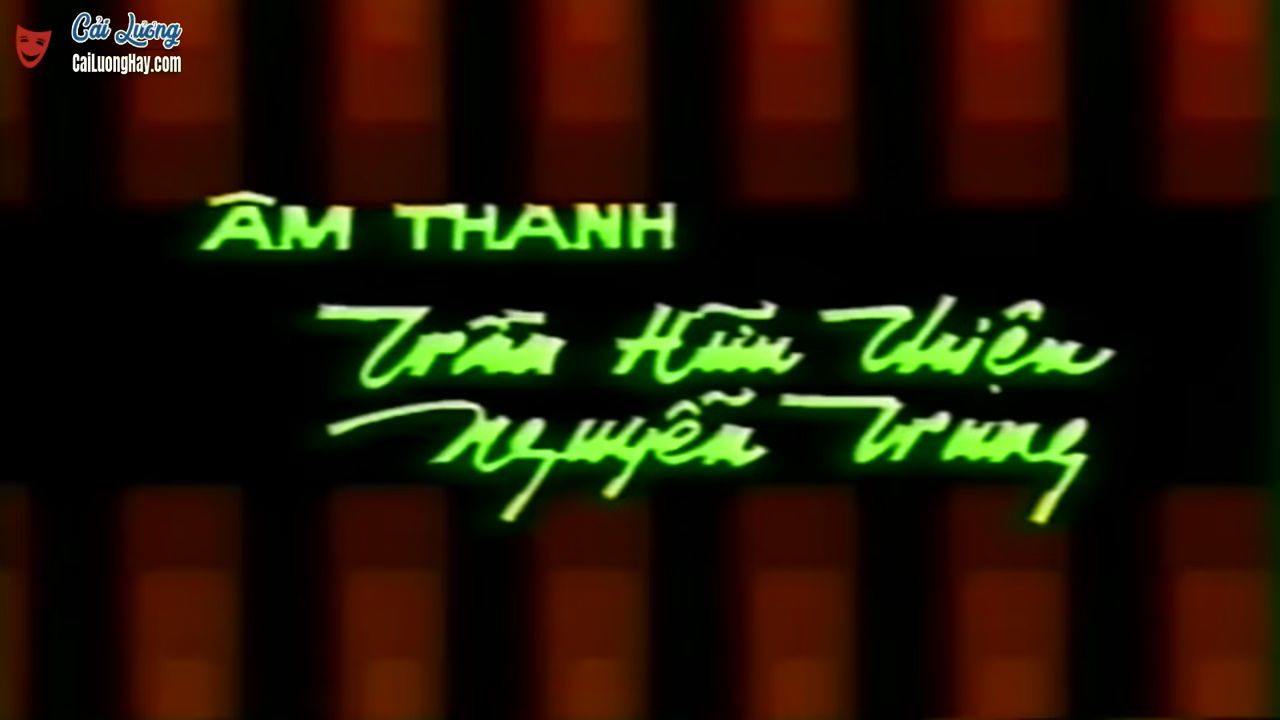 Cải Lương
CaiLuongHay.com
ÂM THANH
Trần Hữu Thiện
Nguyễn Trung